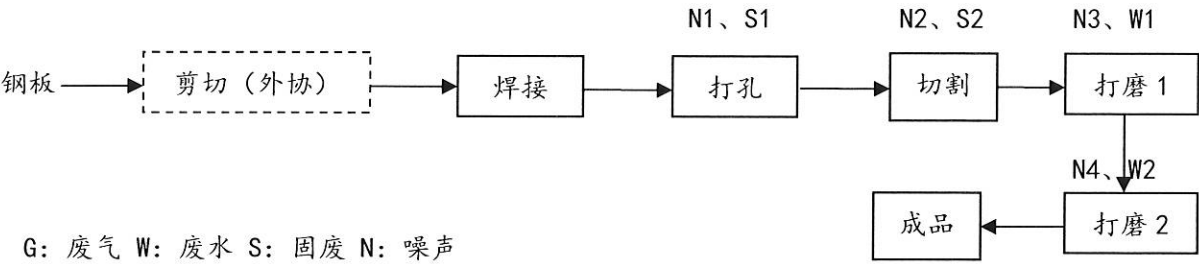 N1、S1 N2、S2 N3、W1
钢板 剪切（外协） 焊接 打孔 切割 打磨1
N4、W2
成品 打磨2
G: 废气 W: 废水 S: 固废 N: 噪声